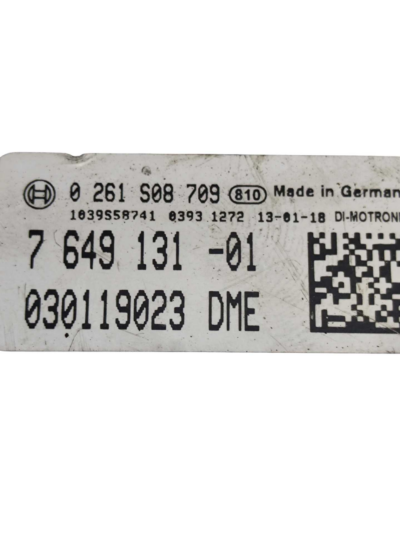 0 261 S08 709 810 Made in German
1039S58741 0393 1272 13-01-18 DI-MOTRON
7 649 131 -01
030119023 DME